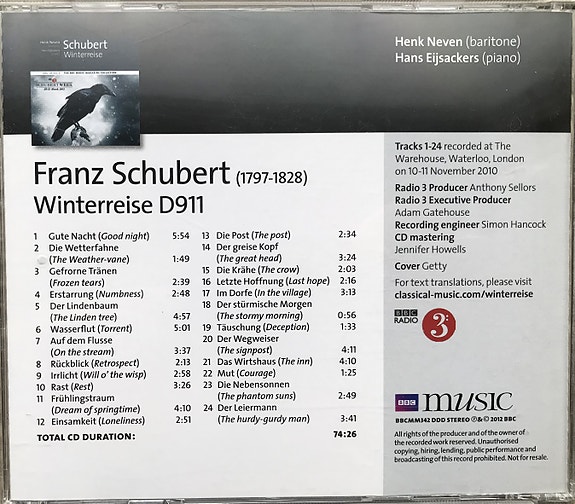 Schubert
Winterreise
Henk Neven (baritone)
Hans Eijsackers (piano)
Franz Schubert (1797-1828)
Winterreise D911
1 Gute Nacht (Good night) 5:54
2 Die Wetterfahne
(The Weather-vane) 1:49
3 Gefrorne Tränen
(Frozen tears) 2:39
4 Erstarrung (Numbness) 2:48
5 Der Lindenbaum
(The Linden tree) 4:57
6 Wasserflut (Torrent) 5:01
7 Auf dem Flusse
(On the stream) 3:37
8 Rückblick (Retrospect) 2:13
9 Irrlicht (Will o' the wisp) 2:58
10 Rast (Rest) 3:26
11 Frühlingstraum
(Dream of springtime) 4:10
12 Einsamkeit (Loneliness) 2:51
13 Die Post (The post) 2:34
14 Der greise Kopf
(The great head) 3:24
15 Die Krähe (The crow) 2:03
16 Letzte Hoffnung (Last hope) 2:16
17 Im Dorfe (In the village) 3:13
18 Der stürmische Morgen
(The stormy morning) 0:56
19 Täuschung (Deception) 1:33
20 Der Wegweiser
(The signpost) 4:11
21 Das Wirtshaus (The inn) 4:10
22 Mut (Courage) 1:25
23 Die Nebensonnen
(The phantom suns) 2:49
24 Der Leiermann
(The hurdy-gurdy man) 3:41
TOTAL CD DURATION: 74:26
Tracks 1-24 recorded at The
Warehouse, Waterloo, London
on 10-11 November 2010
Radio 3 Producer Anthony Sellors
Radio 3 Executive Producer
Adam Gatehouse
Recording engineer Simon Hancock
CD mastering
Jennifer Howells
Cover Getty
For text translations, please visit
classical-music.com/winterreise
BBC
RADIO
3
BBC music
BBCMM342 DDD STEREO ℗ & © 2012 BBC
All rights of the producer and of the owner of
the recorded work reserved. Unauthorised
copying, hiring, lending, public performance and
broadcasting of this record prohibited. Not for resale.